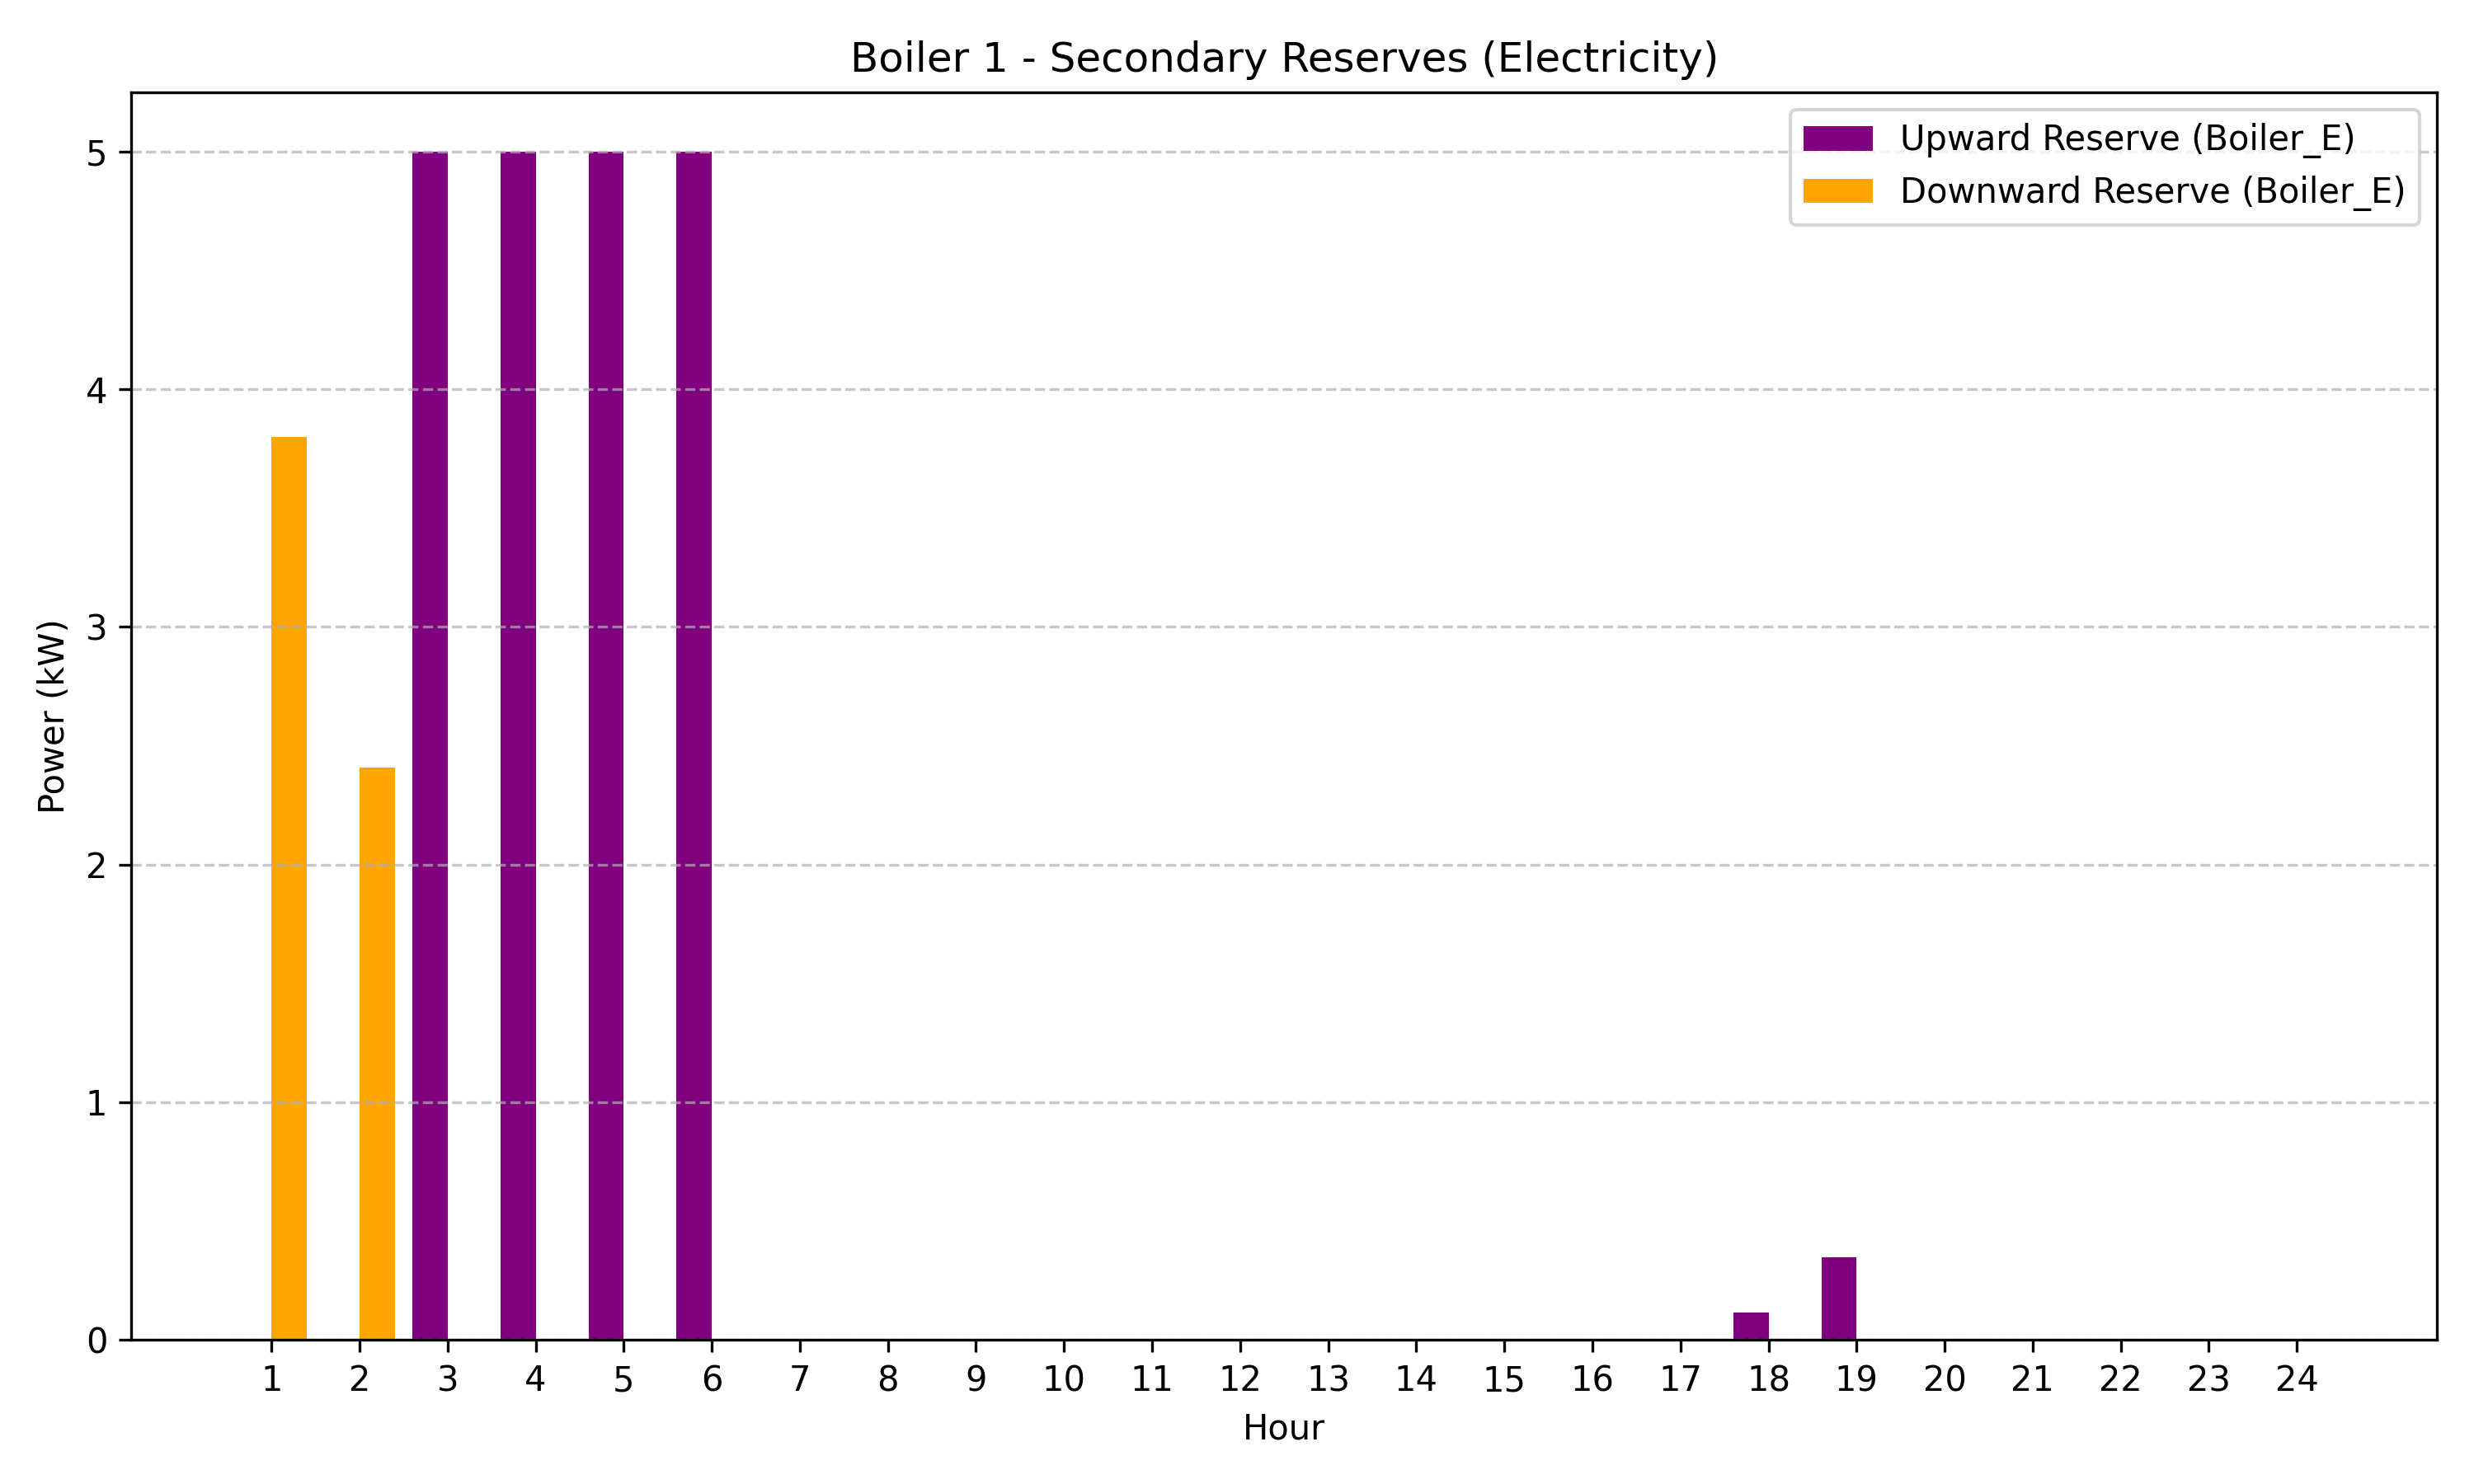 Boiler 1 - Secondary Reserves (Electricity)
Upward Reserve (Boiler_E)
Downward Reserve (Boiler_E)
5
4
3
2
1
0
Power (kW)
1 2 3 4 5 6 7 8 9 10 11 12 13 14 15 16 17 18 19 20 21 22 23 24
Hour